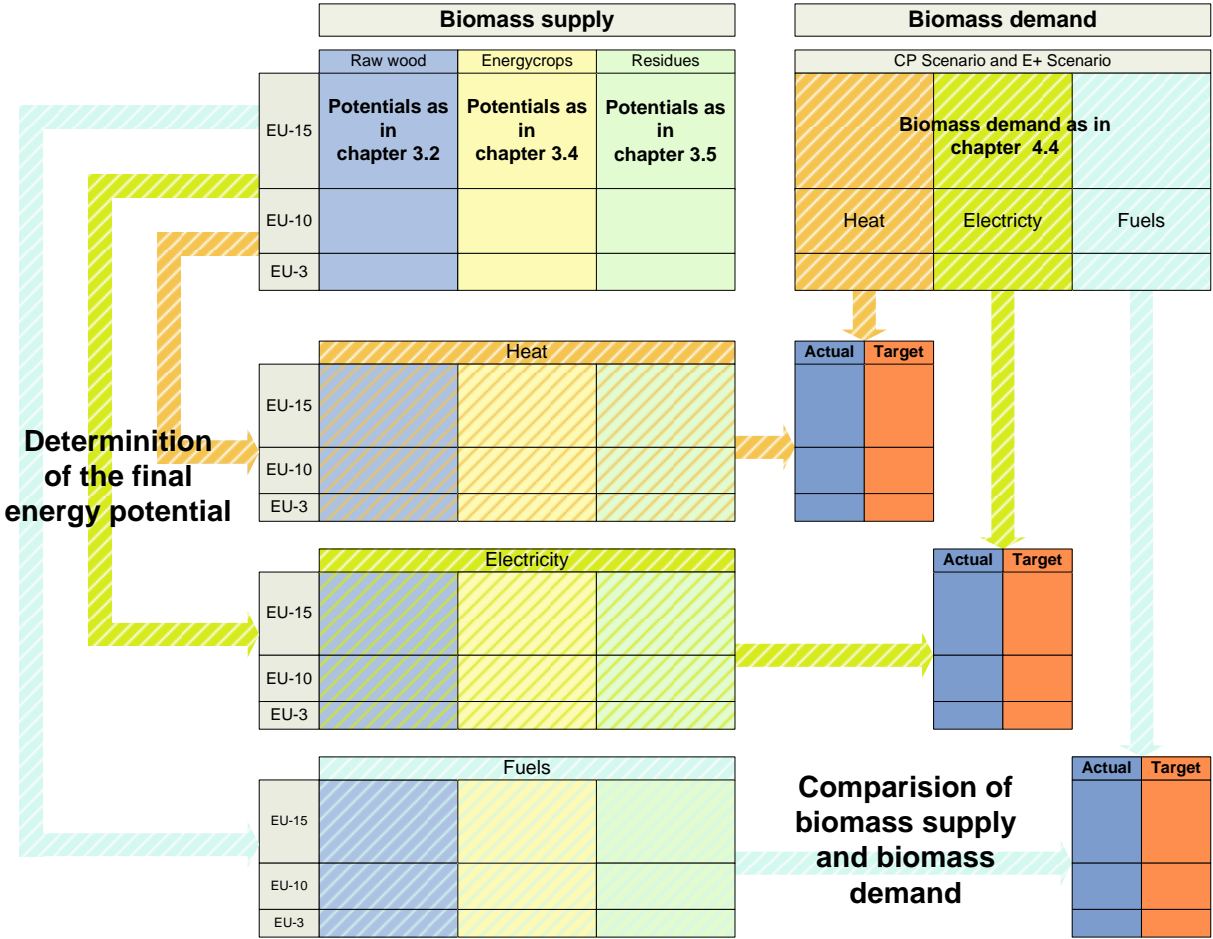 Biomass supply
Biomass demand
Raw wood
Energycrops
Residues
CP Scenario and E+ Scenario
EU-15
Potentials as
in
chapter 3.2
Potentials as
in
chapter 3.4
Potentials as
in
chapter 3.5
Biomass demand as in
chapter 4.4
EU-10
Heat
Electricity
Fuels
EU-3
Heat
Actual
Target
EU-15
EU-10
EU-3
Determinition
of the final
energy potential
Electricity
Actual
Target
EU-15
EU-10
EU-3
Fuels
Actual
Target
EU-15
EU-10
EU-3
Comparision of
biomass supply
and biomass
demand